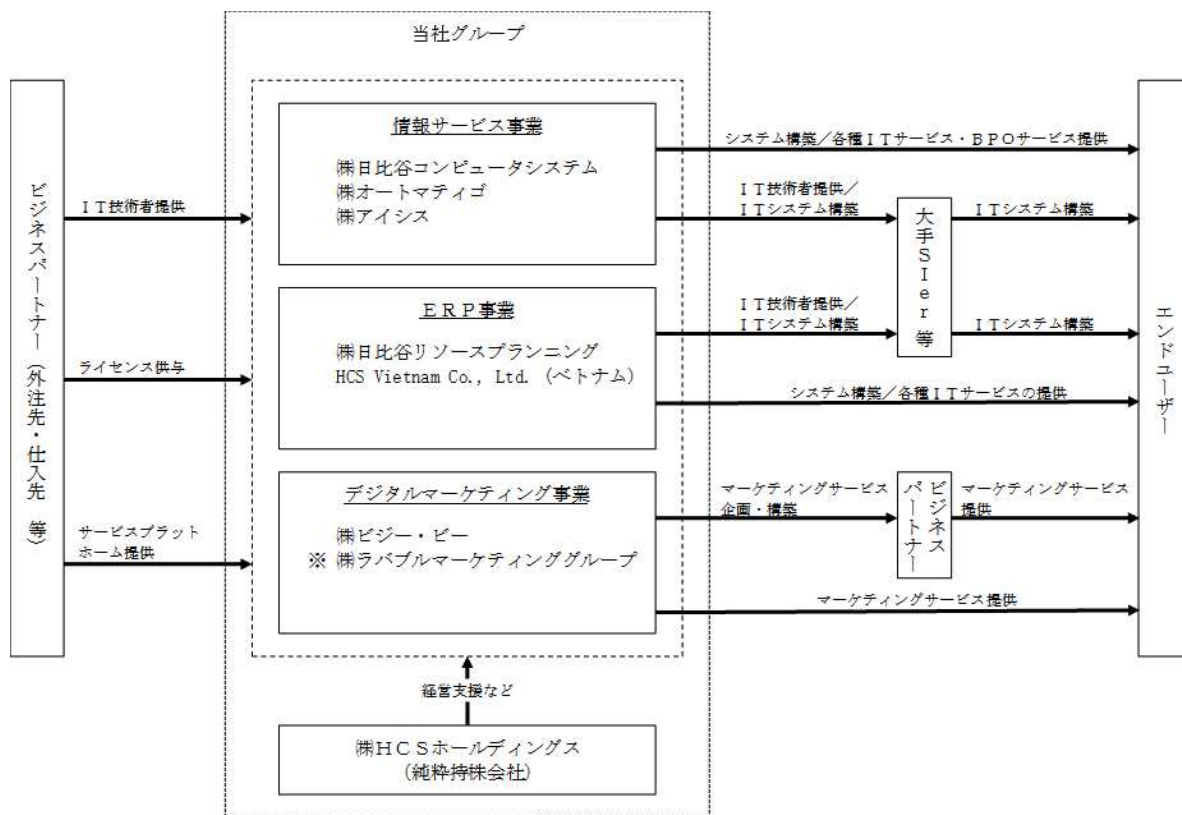 当社グループ
ビジネスパートナー（外注先・仕入先　等）
ＩＴ技術者提供
ライセンス供与
サービスプラット
ホーム提供
情報サービス事業
㈱日比谷コンピュータシステム
㈱オートマティゴ
㈱アイシス
ＥＲＰ事業
㈱日比谷リソースプランニング
HCS Vietnam Co., Ltd.（ベトナム）
デジタルマーケティング事業
㈱ビジー・ビー
※ ㈱ラバブルマーケティンググループ
経営支援など
㈱ＨＣＳホールディングス
（純粋持株会社）
システム構築／各種ＩＴサービス・ＢＰＯサービス提供
ＩＴ技術者提供／
ＩＴシステム構築
大手SIer 等
ＩＴシステム構築
ＩＴ技術者提供／
ＩＴシステム構築
ＩＴシステム構築
システム構築／各種ＩＴサービスの提供
マーケティングサービス
企画・構築
ビジネス
パートナー
マーケティングサービス
提供
マーケティングサービス提供
エンドユーザー